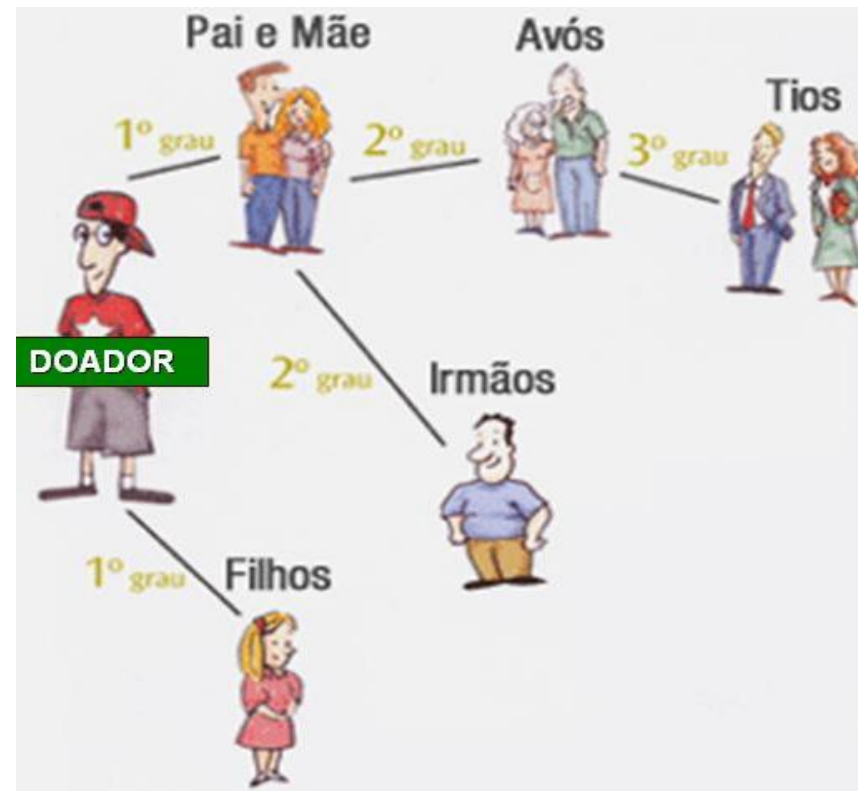 Pai e Mãe
Avós
Tios
1º grau
2º grau
3º grau
DOADOR
2º grau
Irmãos
1º grau
Filhos